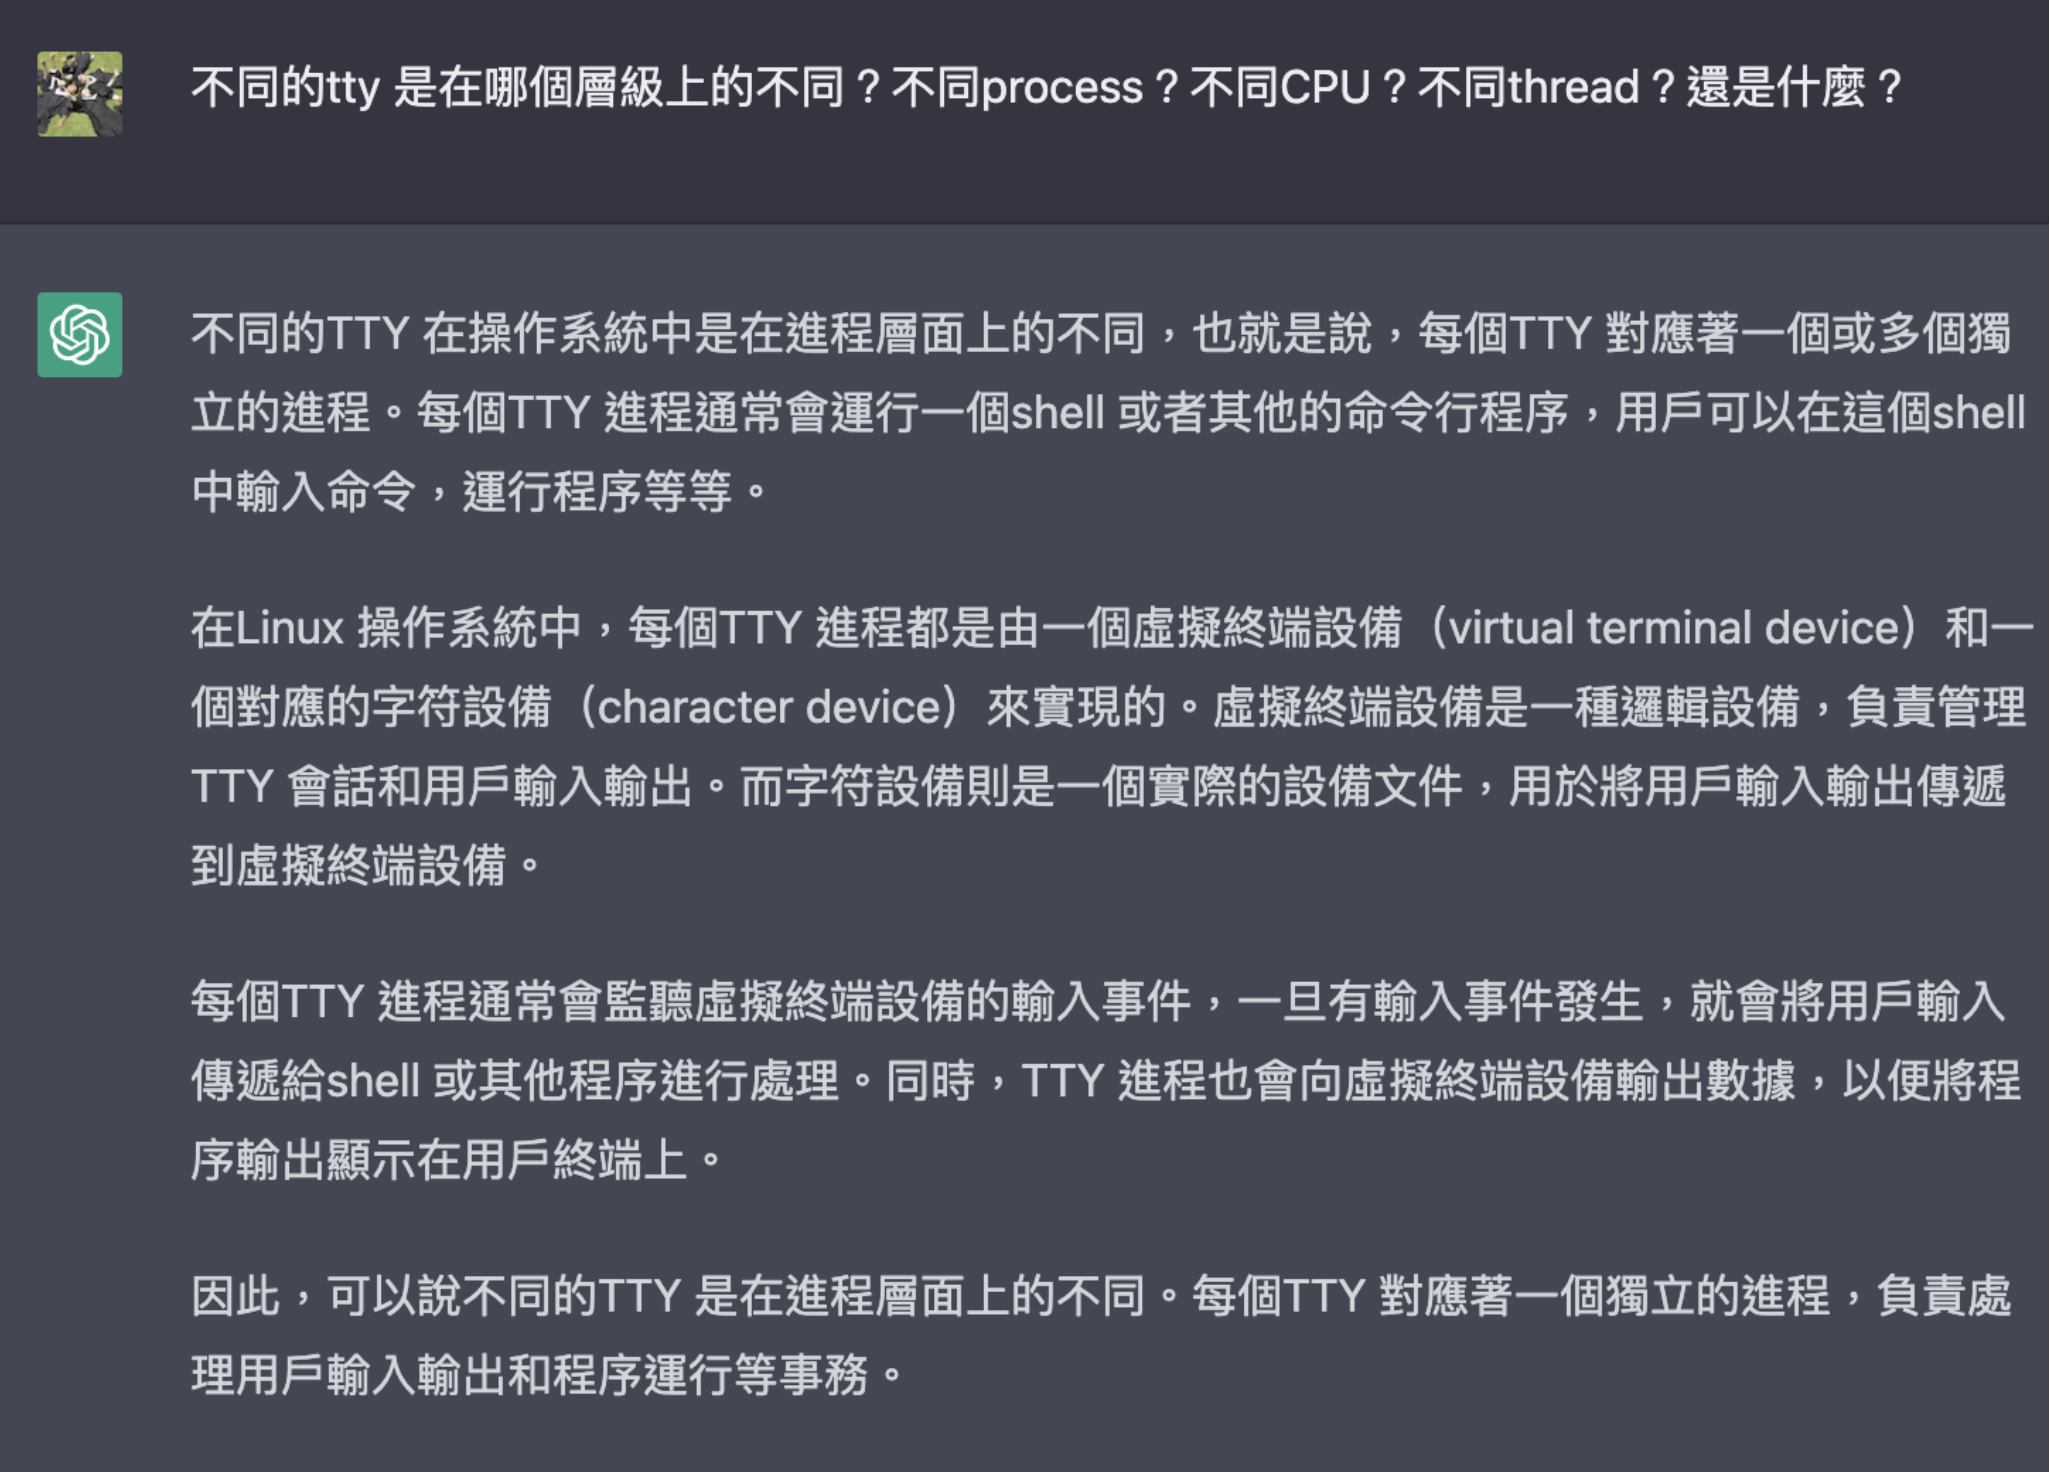 不同的tty 是在哪個層級上的不同？不同process？不同CPU？不同thread？還是什麼？
不同的TTY 在操作系統中是在進程層面上的不同，也就是說，每個TTY 對應著一個或多個獨
立的進程。每個TTY 進程通常會運行一個shell 或者其他的命令行程序，用戶可以在這個shell
中輸入命令，運行程序等等。
在Linux 操作系統中，每個TTY 進程都是由一個虛擬終端設備（virtual terminal device）和一
個對應的字符設備（character device）來實現的。虛擬終端設備是一種邏輯設備，負責管理
TTY 會話和用戶輸入輸出。而字符設備則是一個實際的設備文件，用於將用戶輸入輸出傳遞
到虛擬終端設備。
每個TTY 進程通常會監聽虛擬終端設備的輸入事件，一旦有輸入事件發生，就會將用戶輸入
傳遞給shell 或其他程序進行處理。同時，TTY 進程也會向虛擬終端設備輸出數據，以便將程
序輸出顯示在用戶終端上。
因此，可以說不同的TTY 是在進程層面上的不同。每個TTY 對應著一個獨立的進程，負責處
理用戶輸入輸出和程序運行等事務。